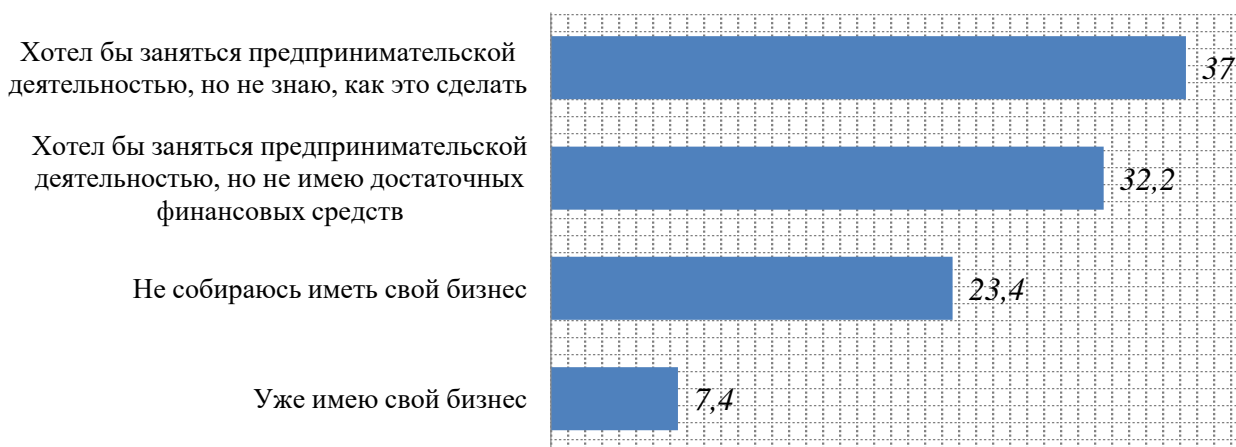 Хотел бы заняться предпринимательской
деятельностью, но не знаю, как это сделать
37
Хотел бы заняться предпринимательской
деятельностью, но не имею достаточных
финансовых средств
32,2
Не собираюсь иметь свой бизнес
23,4
Уже имею свой бизнес
7,4